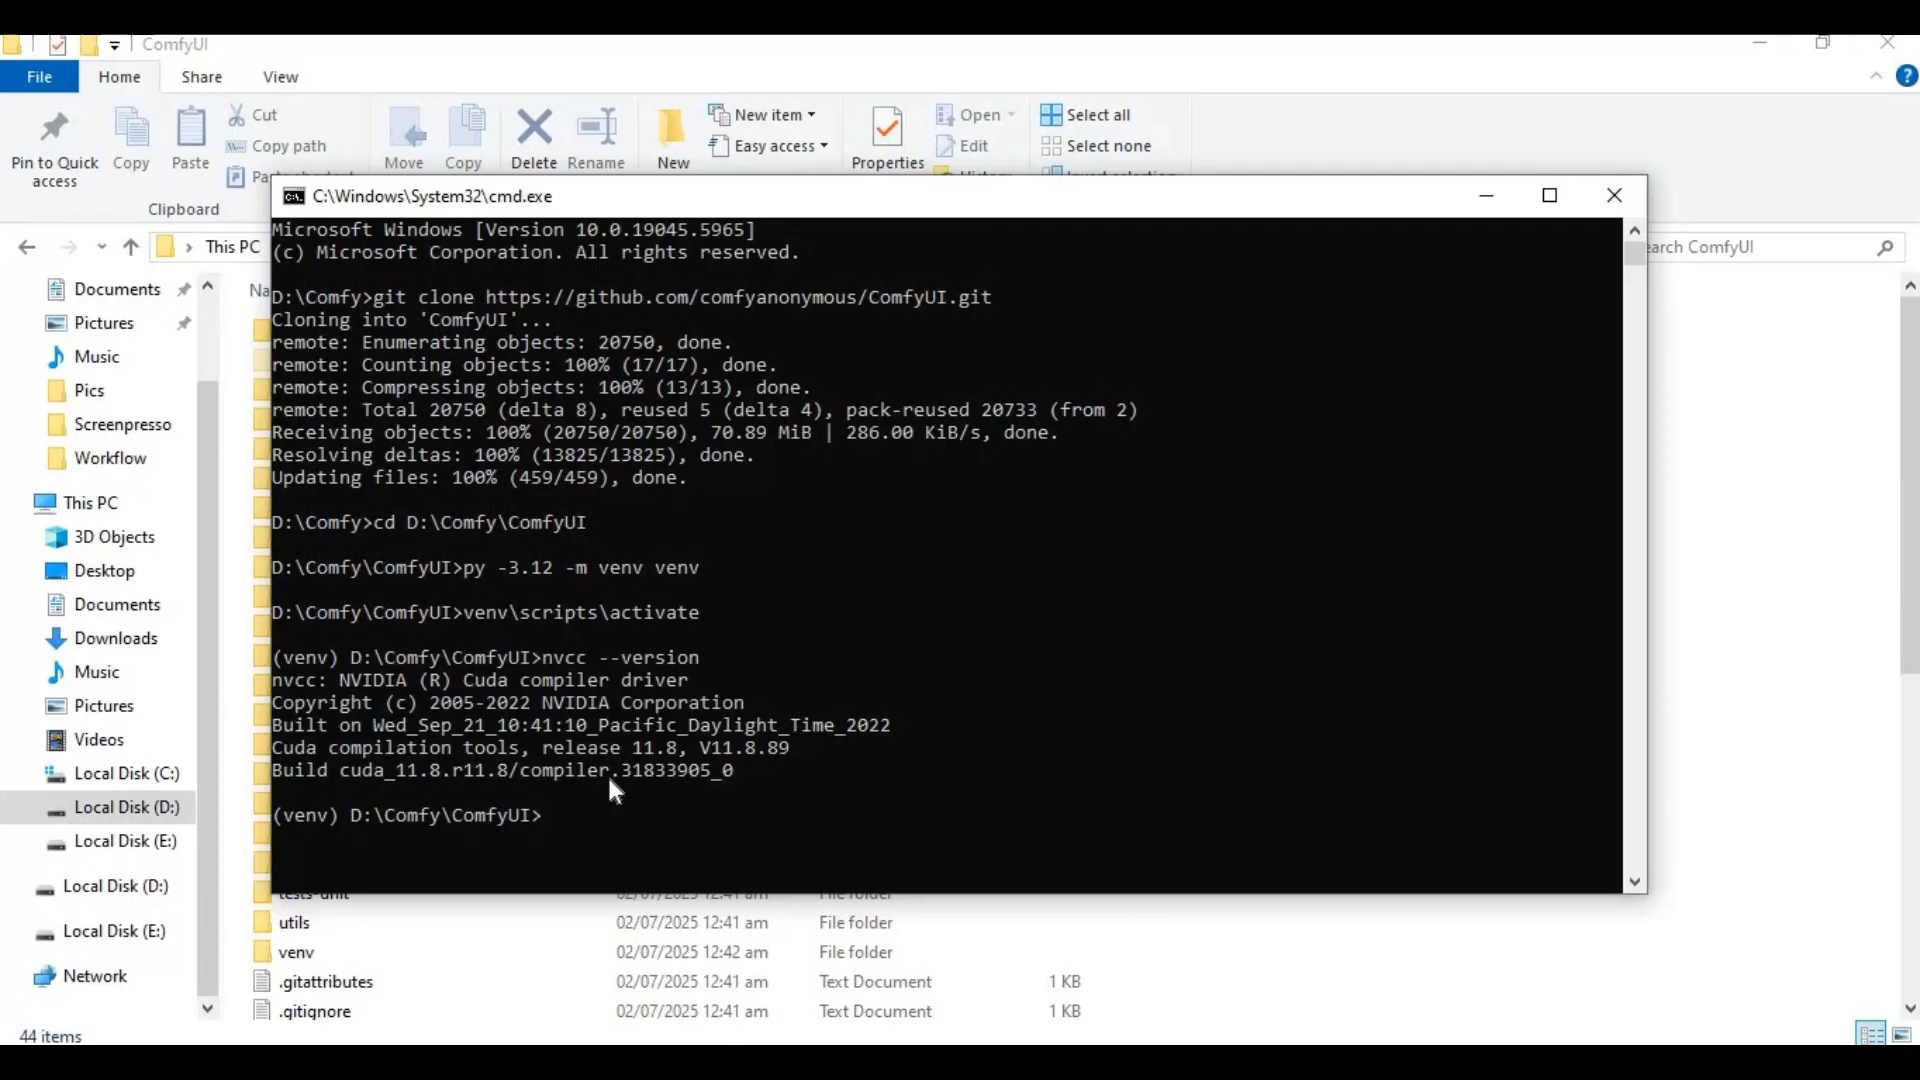 ComfyUI
File Home Share View
Pin to Quick access
Copy
Paste
Cut
Copy path
Move
Copy
Delete
Rename
New
New item
Easy access
Properties
Open
Edit
Select all
Select none
Clipboard
This PC
Search ComfyUI
Documents
Pictures
Music
Pics
Screenpresso
Workflow
This PC
3D Objects
Desktop
Documents
Downloads
Music
Pictures
Videos
Local Disk (C:)
Local Disk (D:)
Local Disk (E:)
Local Disk (D:)
Local Disk (E:)
Network
C:\Windows\System32\cmd.exe
Microsoft Windows [Version 10.0.19045.5965]
(c) Microsoft Corporation. All rights reserved.
D:\Comfy>git clone https://github.com/comfyanonymous/ComfyUI.git
Cloning into 'ComfyUI'...
remote: Enumerating objects: 20750, done.
remote: Counting objects: 100% (17/17), done.
remote: Compressing objects: 100% (13/13), done.
remote: Total 20750 (delta 8), reused 5 (delta 4), pack-reused 20733 (from 2)
Receiving objects: 100% (20750/20750), 70.89 MiB | 286.00 KiB/s, done.
Resolving deltas: 100% (13825/13825), done.
Updating files: 100% (459/459), done.
D:\Comfy>cd D:\Comfy\ComfyUI
D:\Comfy\ComfyUI>py -3.12 -m venv venv
D:\Comfy\ComfyUI>venv\scripts\activate
(venv) D:\Comfy\ComfyUI>nvcc --version
nvcc: NVIDIA (R) Cuda compiler driver
Copyright (c) 2005-2022 NVIDIA Corporation
Built on Wed_Sep_21_10:41:10_Pacific_Daylight_Time_2022
Cuda compilation tools, release 11.8, V11.8.89
Build cuda_11.8.r11.8/compiler.31833905_0
(venv) D:\Comfy\ComfyUI>
tests-unit 02/07/2025 12:41 am File folder
utils 02/07/2025 12:41 am File folder
venv 02/07/2025 12:42 am File folder
.gitattributes 02/07/2025 12:41 am Text Document 1 KB
.gitignore 02/07/2025 12:41 am Text Document 1 KB
44 items